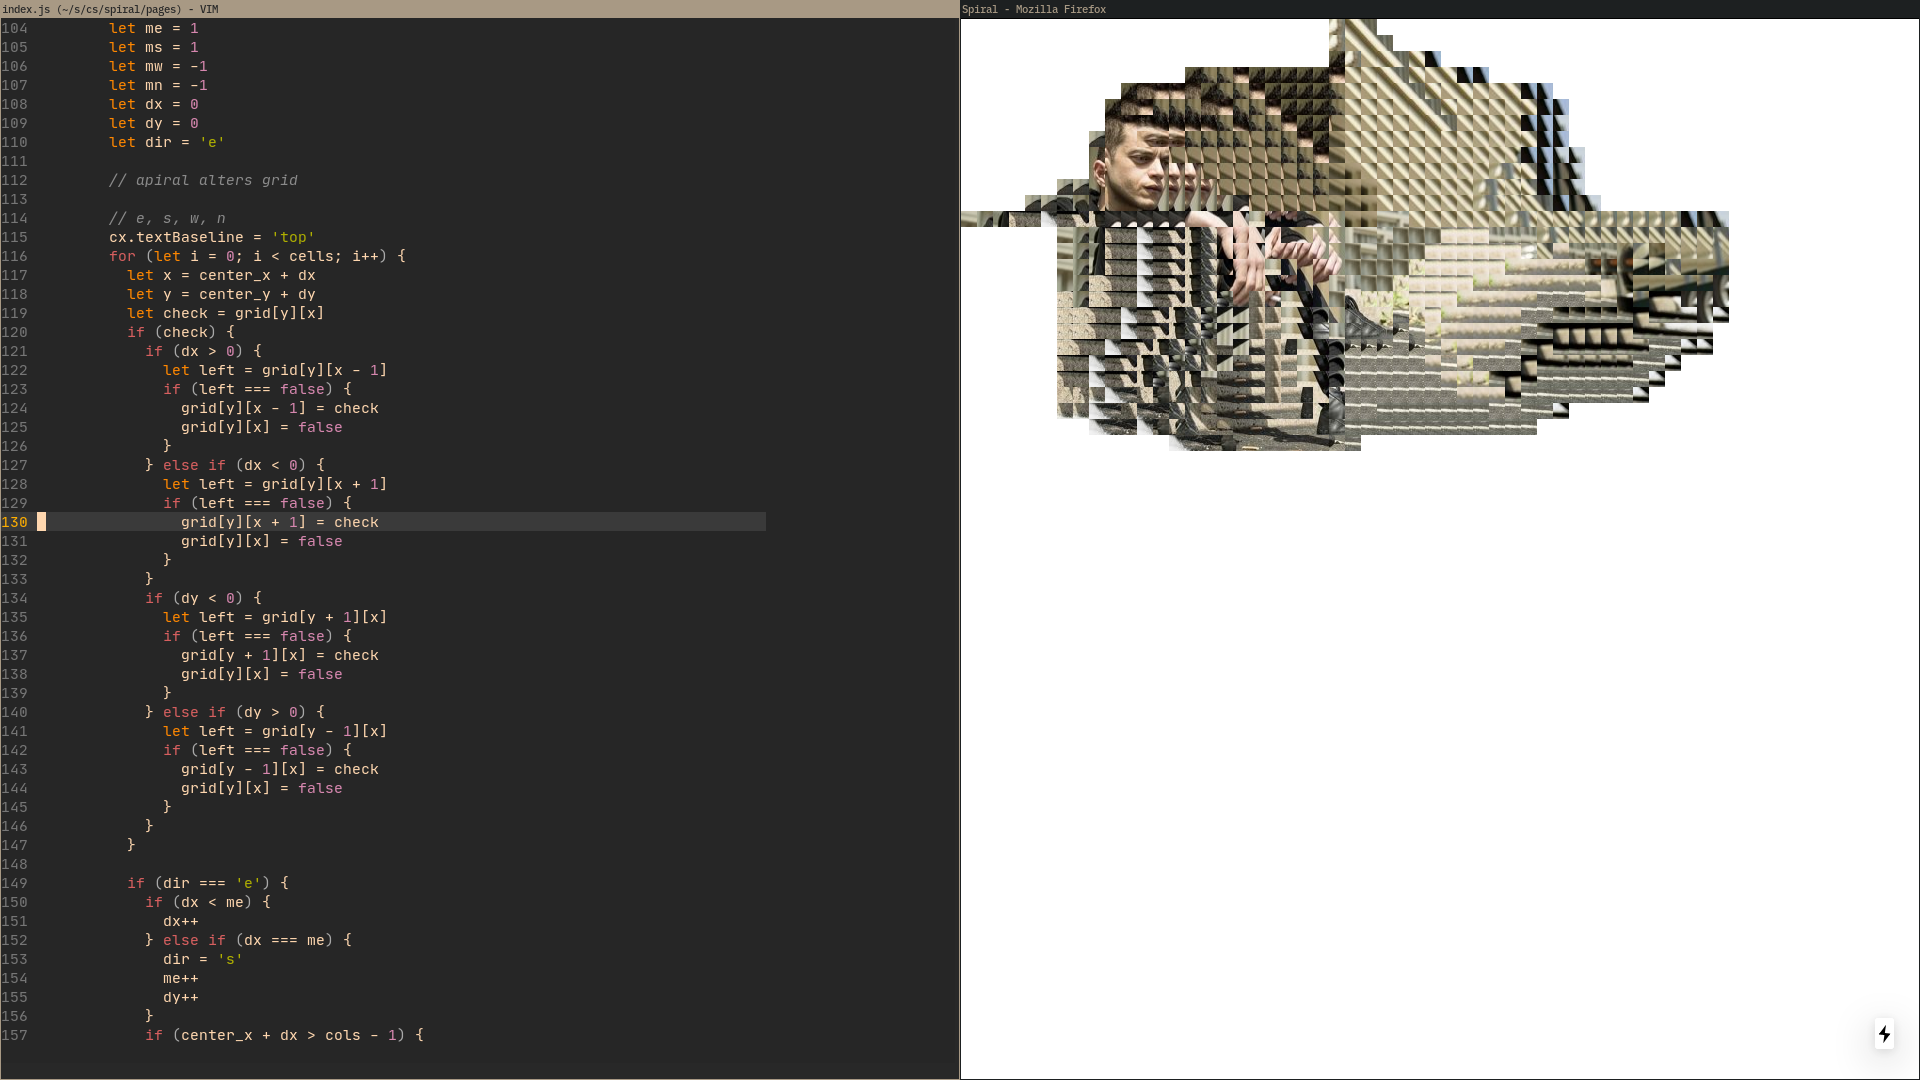 index.js (~/s/cs/spiral/pages) - VIM
104 let me = 1
105 let ms = 1
106 let mw = -1
107 let mn = -1
108 let dx = 0
109 let dy = 0
110 let dir = 'e'
111
112 // apiral alters grid
113
114 // e, s, w, n
115 cx.textBaseline = 'top'
116 for (let i = 0; i < cells; i++) {
117 let x = center_x + dx
118 let y = center_y + dy
119 let check = grid[y][x]
120 if (check) {
121 if (dx > 0) {
122 let left = grid[y][x - 1]
123 if (left === false) {
124 grid[y][x - 1] = check
125 grid[y][x] = false
126 }
127 } else if (dx < 0) {
128 let left = grid[y][x + 1]
129 if (left === false) {
130 grid[y][x + 1] = check
131 grid[y][x] = false
132 }
133 }
134 if (dy < 0) {
135 let left = grid[y + 1][x]
136 if (left === false) {
137 grid[y + 1][x] = check
138 grid[y][x] = false
139 }
140 } else if (dy > 0) {
141 let left = grid[y - 1][x]
142 if (left === false) {
143 grid[y - 1][x] = check
144 grid[y][x] = false
145 }
146 }
147 }
148
149 if (dir === 'e') {
150 if (dx < me) {
151 dx++
152 } else if (dx === me) {
153 dir = 's'
154 me++
155 dy++
156 }
157 if (center_x + dx > cols - 1) {
Spiral - Mozilla Firefox